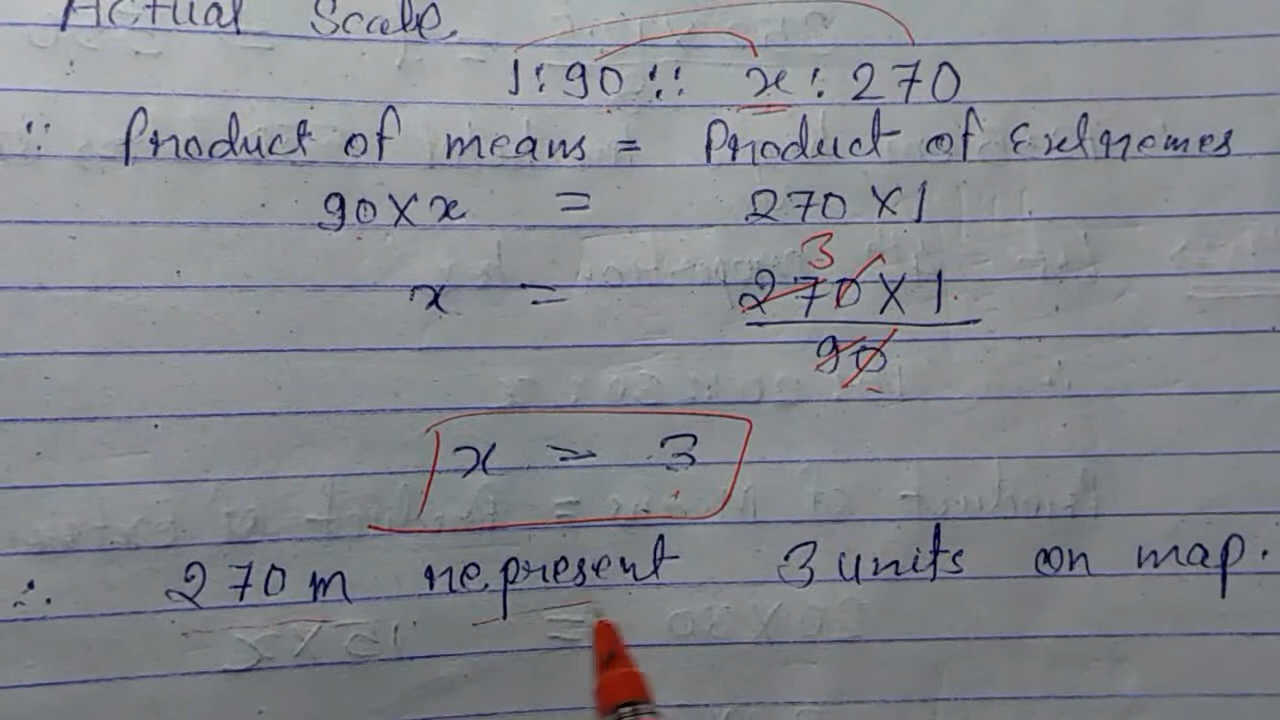 Actual Scale
1:90 :: x : 270
∵ Product of means = Product of Extremes
90 X x = 270 X 1
3
x = 270 X 1
90
x = 3
∴ 270 m represent 3 units on map.